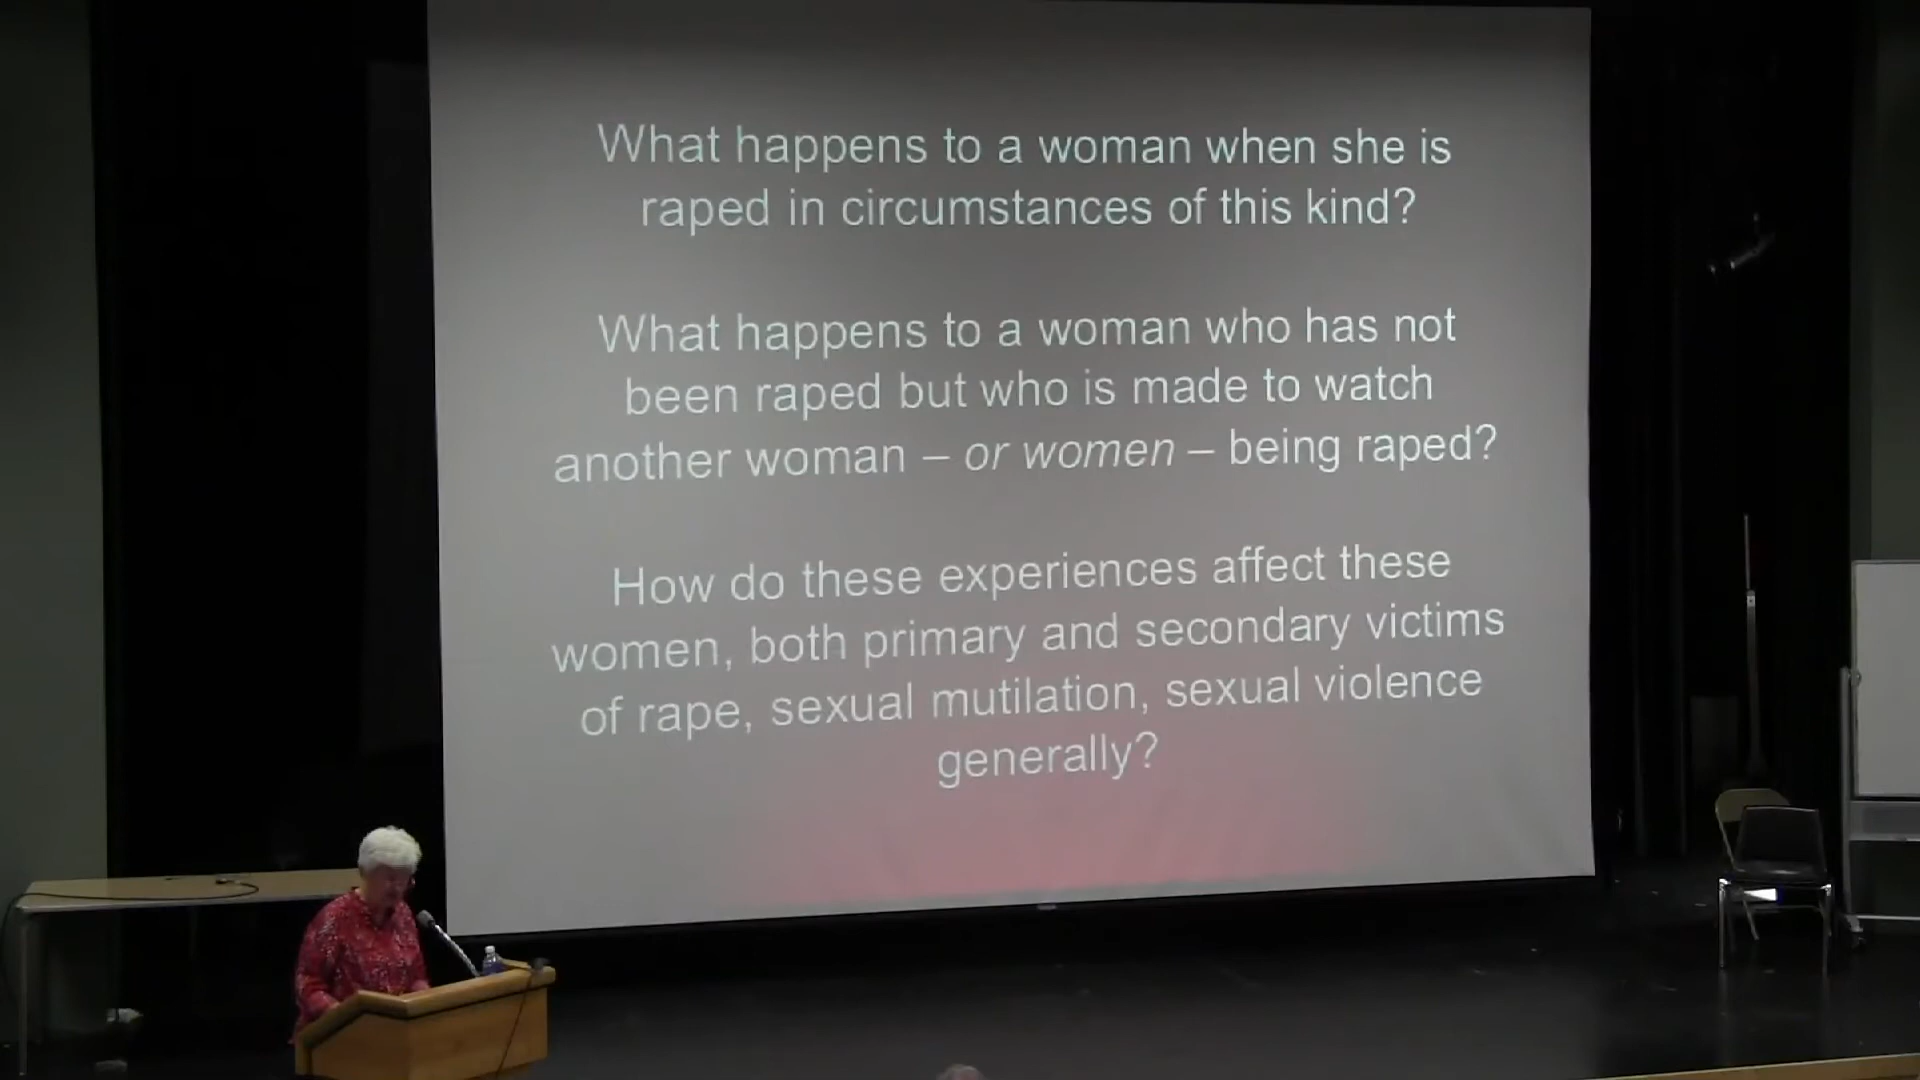 What happens to a woman when she is
raped in circumstances of this kind?
What happens to a woman who has not
been raped but who is made to watch
another woman – or women – being raped?
How do these experiences affect these
women, both primary and secondary victims
of rape, sexual mutilation, sexual violence
generally?